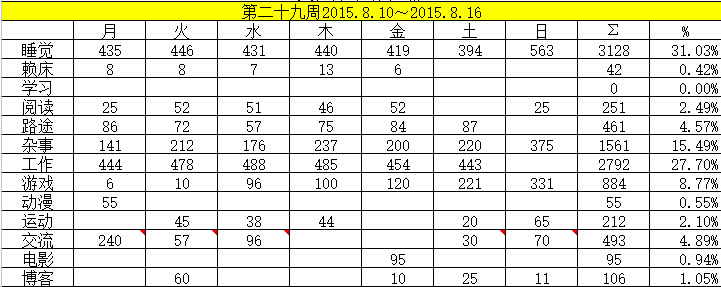 第二十九周2015.8.10～2015.8.16
月 火 水 木 金 土 日 Σ %
睡觉 435 446 431 440 419 394 563 3128 31.03%
赖床 8 8 7 13 6 42 0.42%
学习 0 0.00%
阅读 25 52 51 46 52 25 251 2.49%
路途 86 72 57 75 84 87 461 4.57%
杂事 141 212 176 237 200 220 375 1561 15.49%
工作 444 478 488 485 454 443 2792 27.70%
游戏 6 10 96 100 120 221 331 884 8.77%
动漫 55 55 0.55%
运动 45 38 44 20 65 212 2.10%
交流 240 57 96 30 70 493 4.89%
电影 95 95 0.94%
博客 60 10 25 11 106 1.05%